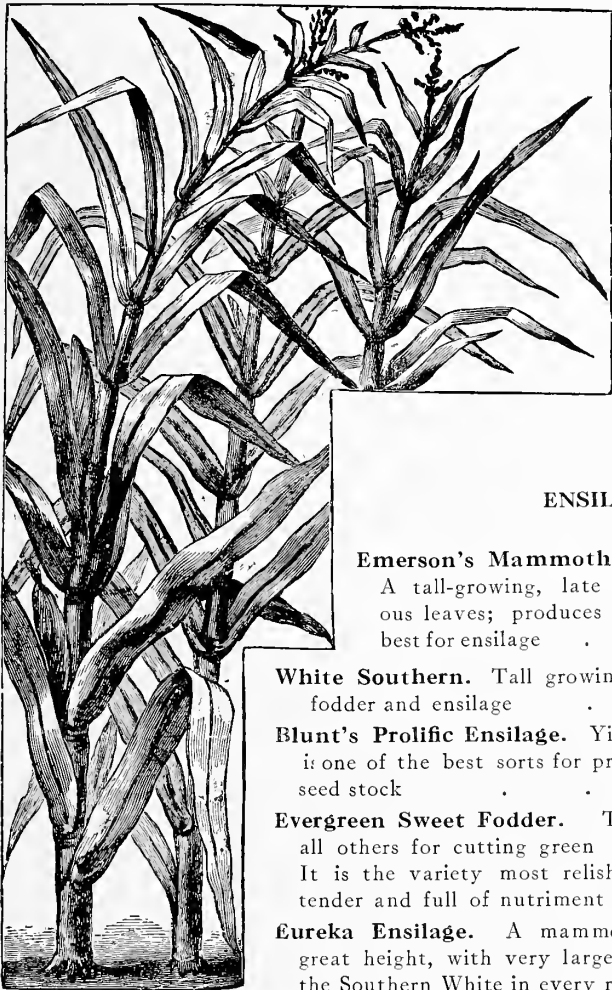 ENSIL
Emerson's Mammoth
A tall-growing, late
ous leaves; produces
best for ensilage .
White Southern. Tall growin
fodder and ensilage .
Blunt's Prolific Ensilage. Yi
is one of the best sorts for pr
seed stock . .
Evergreen Sweet Fodder. T
all others for cutting green
It is the variety most relish
tender and full of nutriment
Eureka Ensilage. A mamm
great height, with very large
the Southern White in every